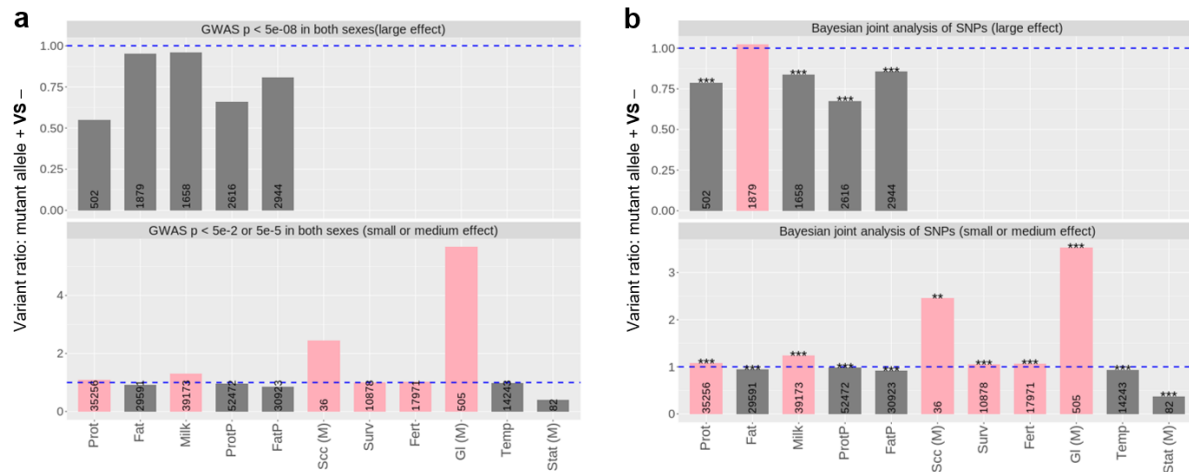 a
GWAS p < 5e-08 in both sexes(large effect)
1.00
0.75
0.50
0.25
0.00
502
1879
1658
2616
2944
GWAS p < 5e-2 or 5e-5 in both sexes (small or medium effect)
4
2
0
35256
29591
39173
52472
30923
36
10878
17971
505
14243
82
Prot
Fat
Milk
ProtP
FatP
Scc (M)
Surv
Fert
Gl (M)
Temp
Stat (M)
Variant ratio: mutant allele + VS –
b
Bayesian joint analysis of SNPs (large effect)
1.00
0.75
0.50
0.25
0.00
***
*** 
***
***
502
1879
1658
2616
2944
Bayesian joint analysis of SNPs (small or medium effect)
3
2
1
0
***
***
***
***
***
**
***
***
***
***
***
35256
29591
39173
52472
30923
36
10878
17971
505
14243
82
Prot
Fat
Milk
ProtP
FatP
Scc (M)
Surv
Fert
Gl (M)
Temp
Stat (M)
Variant ratio: mutant allele + VS –